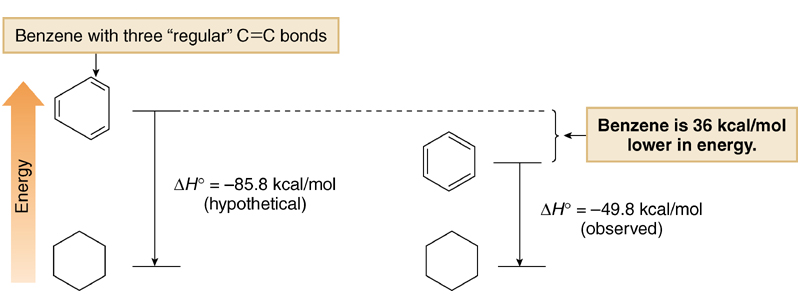 Benzene with three “regular” C=C bonds
Energy
ΔH° = –85.8 kcal/mol
(hypothetical)
Benzene is 36 kcal/mol
lower in energy.
ΔH° = –49.8 kcal/mol
(observed)